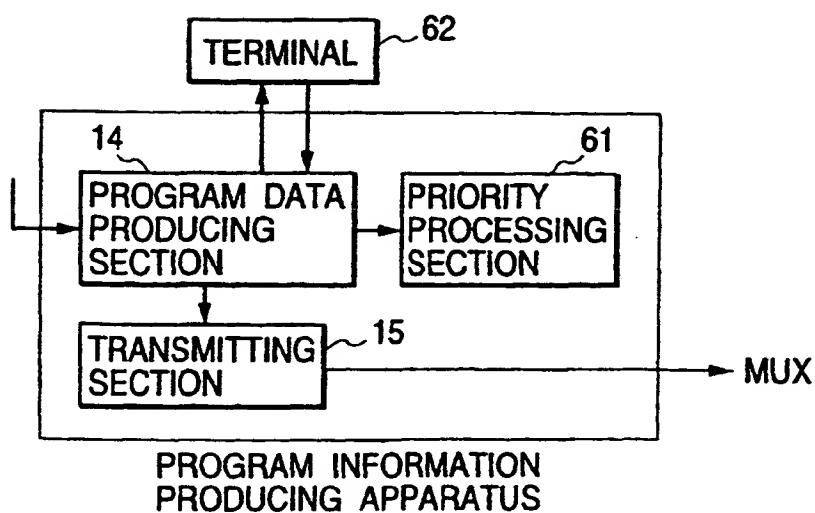 62
TERMINAL
14
61
PROGRAM DATA
PRODUCING
SECTION
PRIORITY
PROCESSING
SECTION
15
TRANSMITTING
SECTION
MUX
PROGRAM INFORMATION
PRODUCING APPARATUS